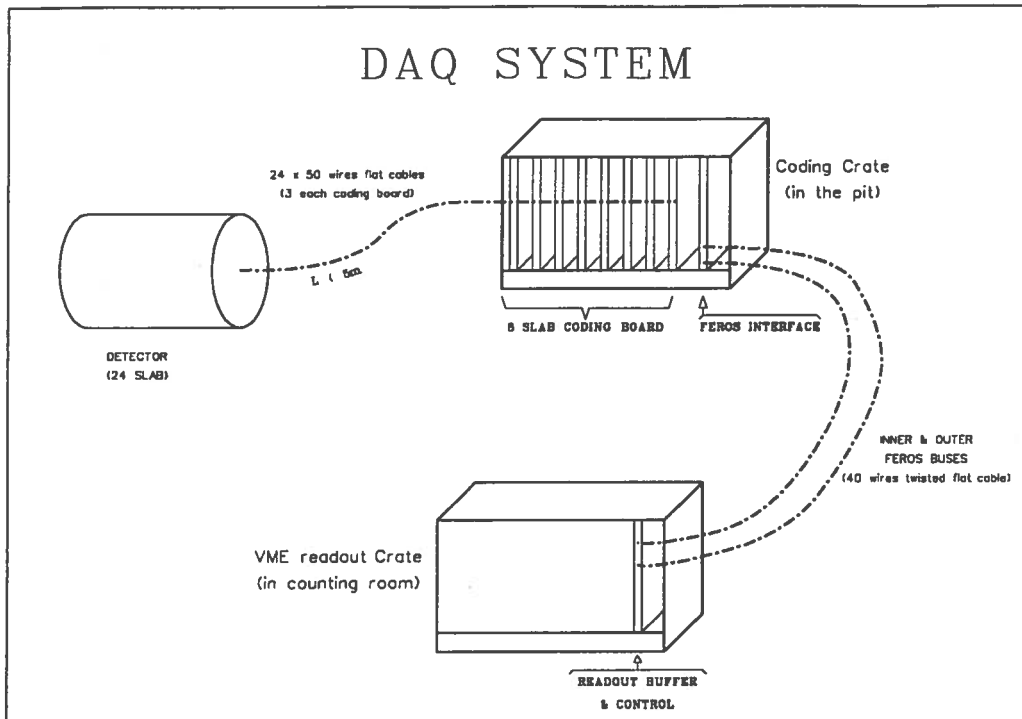 DAQ SYSTEM
24 x 50 wires flat cables
(3 each coding board)
Coding Crate
(in the pit)
L < 5m
8 SLAB CODING BOARD
FEROS INTERFACE
DETECTOR
(24 SLAB)
INNER & OUTER
FEROS BUSES
(40 wires twisted flat cable)
VME readout Crate
(in counting room)
READOUT BUFFER
& CONTROL